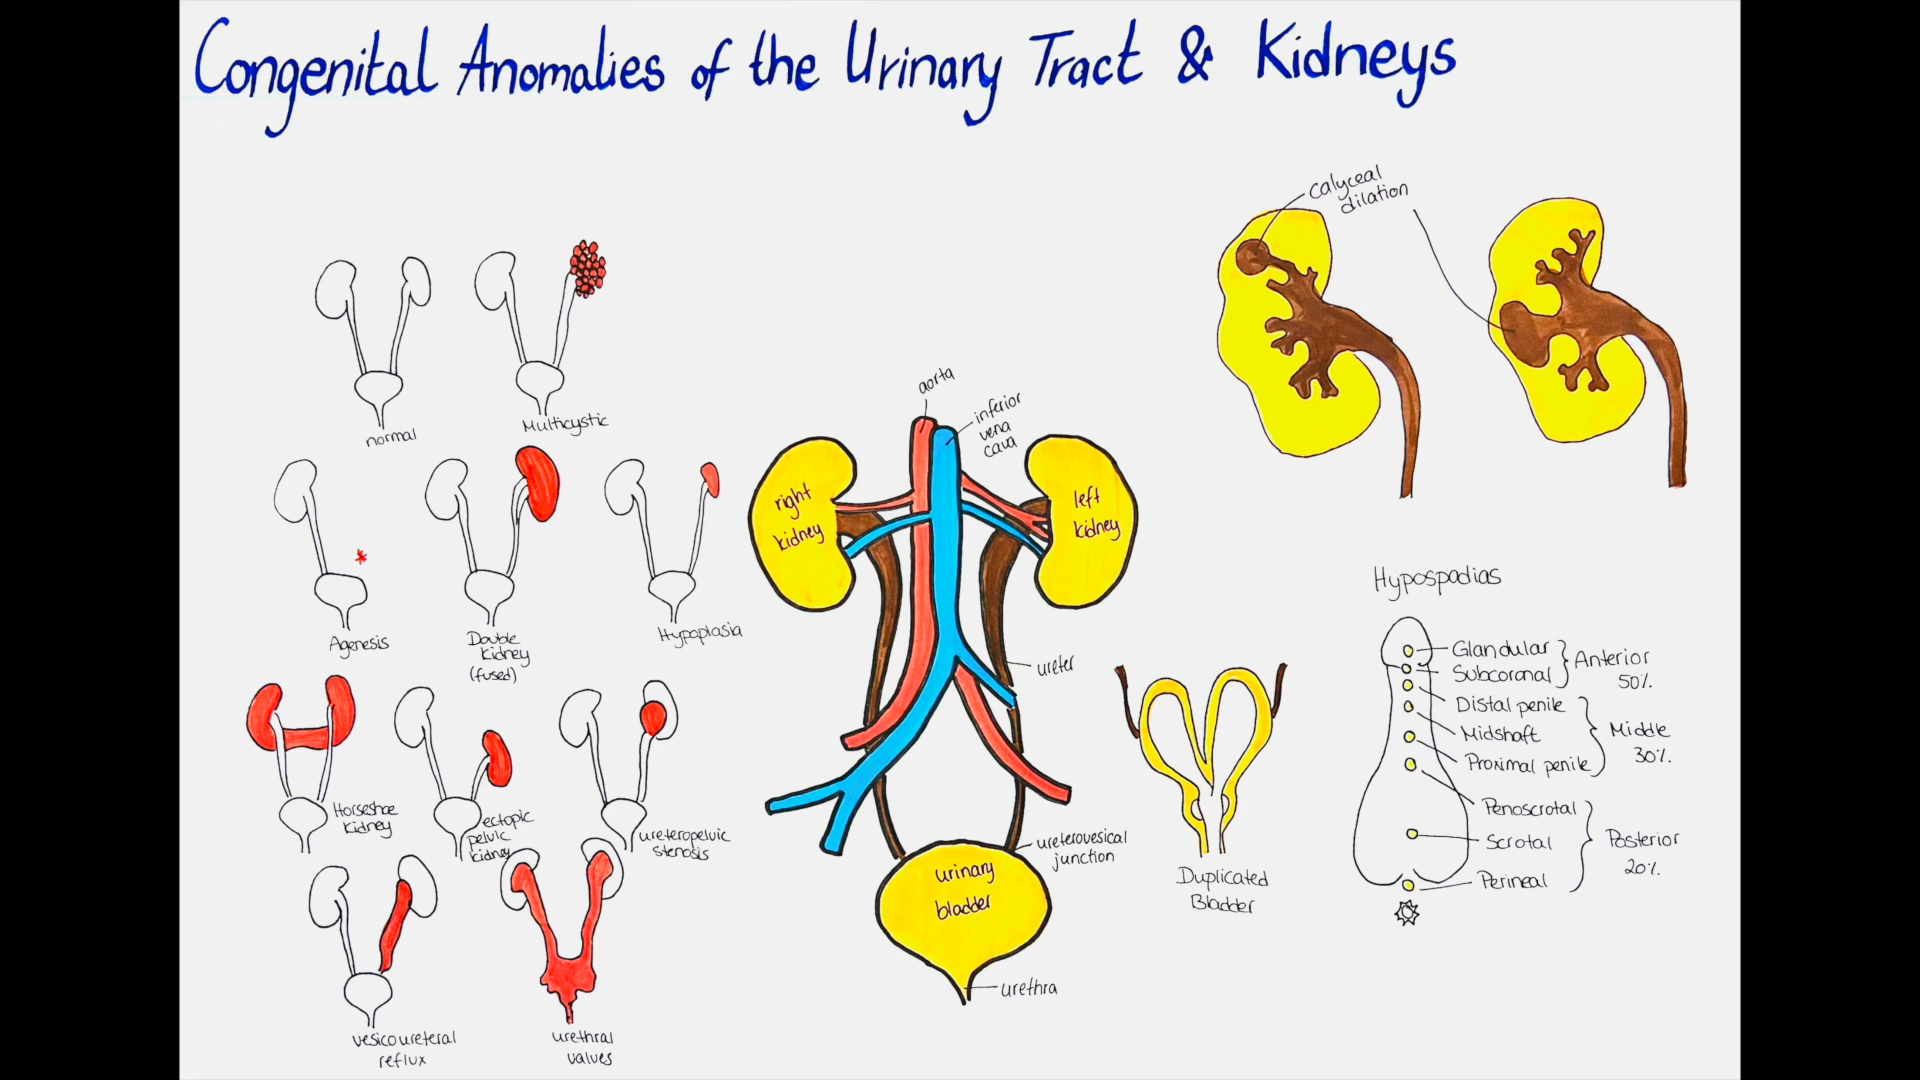 Congenital Anomalies of the Urinary Tract & Kidneys
calyceal
dilation
normal
Multicystic
Agenesis
Double
Kidney
(fused)
Hypoplasia
Horseshoe
Kidney
ectopic
pelvic
kidney
ureteropelvic
stenosis
vesicoureteral
reflux
urethral
valves
aorta
inferior
vena
cava
right
kidney
left
kidney
ureter
ureterovesical
junction
urinary
bladder
urethra
Duplicated
Bladder
Hypospadias
Glandular
Subcoronal
Anterior
50%.
Distal penile
Midshaft
Proximal penile
Middle
30%.
Penoscrotal
Scrotal
Perineal
Posterior
20%.